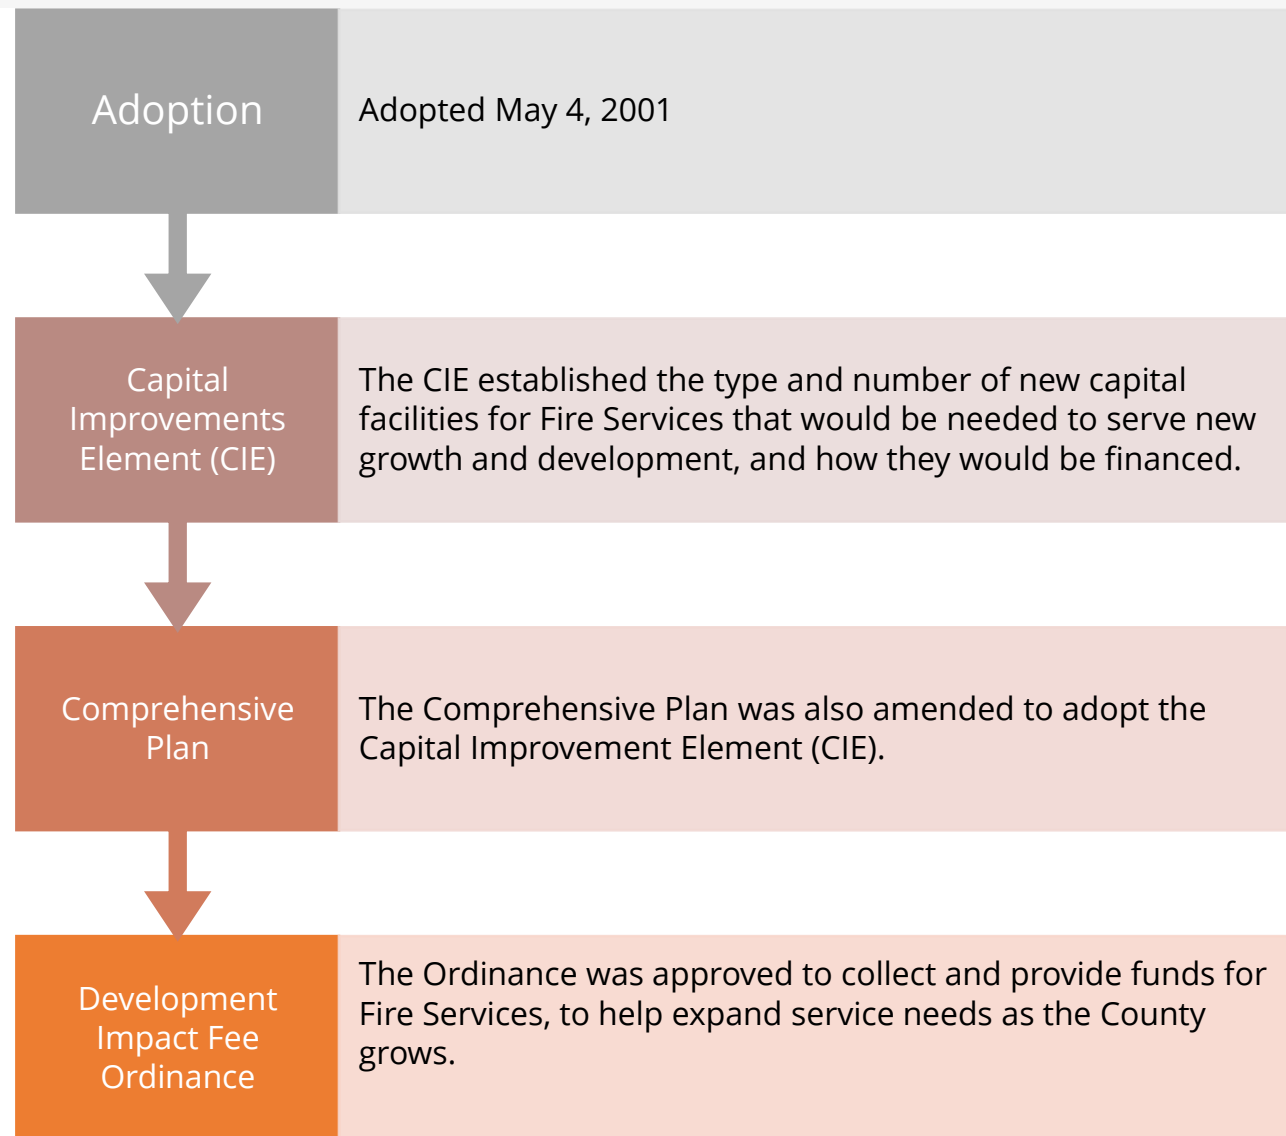 Adoption
Adopted May 4, 2001
Capital
Improvements
Element (CIE)
The CIE established the type and number of new capital
facilities for Fire Services that would be needed to serve new
growth and development, and how they would be financed.
Comprehensive
Plan
The Comprehensive Plan was also amended to adopt the
Capital Improvement Element (CIE).
Development
Impact Fee
Ordinance
The Ordinance was approved to collect and provide funds for
Fire Services, to help expand service needs as the County
grows.